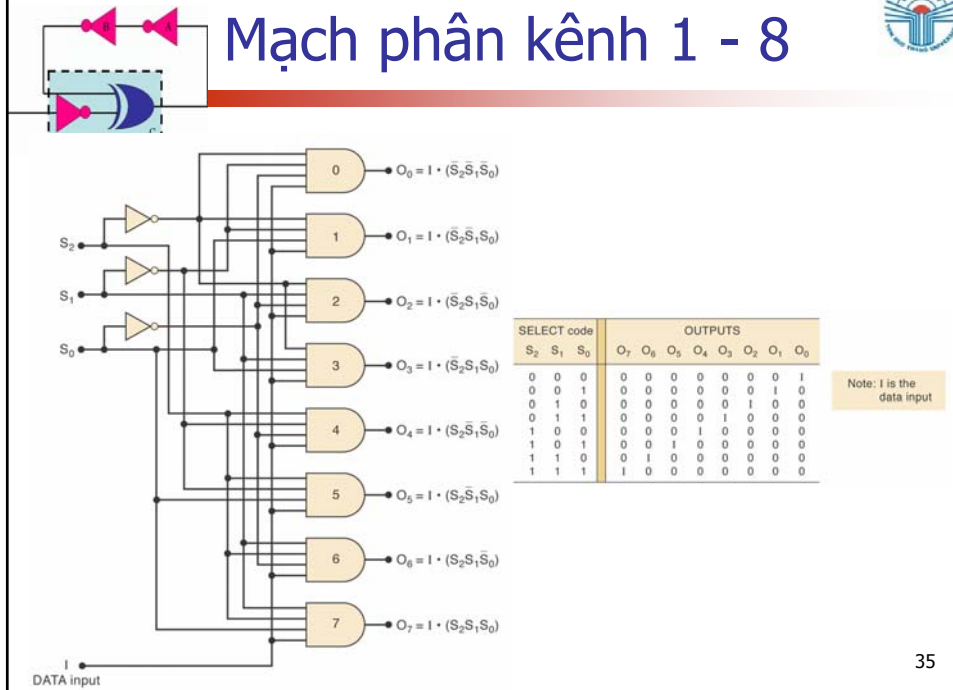 Mạch phân kênh 1 - 8
B
A
C
0
O₀ = I • (S̅₂S̅₁S̅₀)
1
O₁ = I • (S̅₂S̅₁S₀)
S₂
2
O₂ = I • (S̅₂S₁S̅₀)
S₁
S₀
3
O₃ = I • (S̅₂S₁S₀)
4
O₄ = I • (S₂S̅₁S̅₀)
5
O₅ = I • (S₂S̅₁S₀)
6
O₆ = I • (S₂S₁S̅₀)
7
O₇ = I • (S₂S₁S₀)
I
DATA input
SELECT code OUTPUTS
S₂ S₁ S₀ O₇ O₆ O₅ O₄ O₃ O₂ O₁ O₀
0 0 0 0 0 0 0 0 0 0 I
0 0 1 0 0 0 0 0 0 I 0
0 1 0 0 0 0 0 0 I 0 0
0 1 1 0 0 0 0 I 0 0 0
1 0 0 0 0 0 I 0 0 0 0
1 0 1 0 0 I 0 0 0 0 0
1 1 0 0 I 0 0 0 0 0 0
1 1 1 I 0 0 0 0 0 0 0
Note: I is the
data input
35